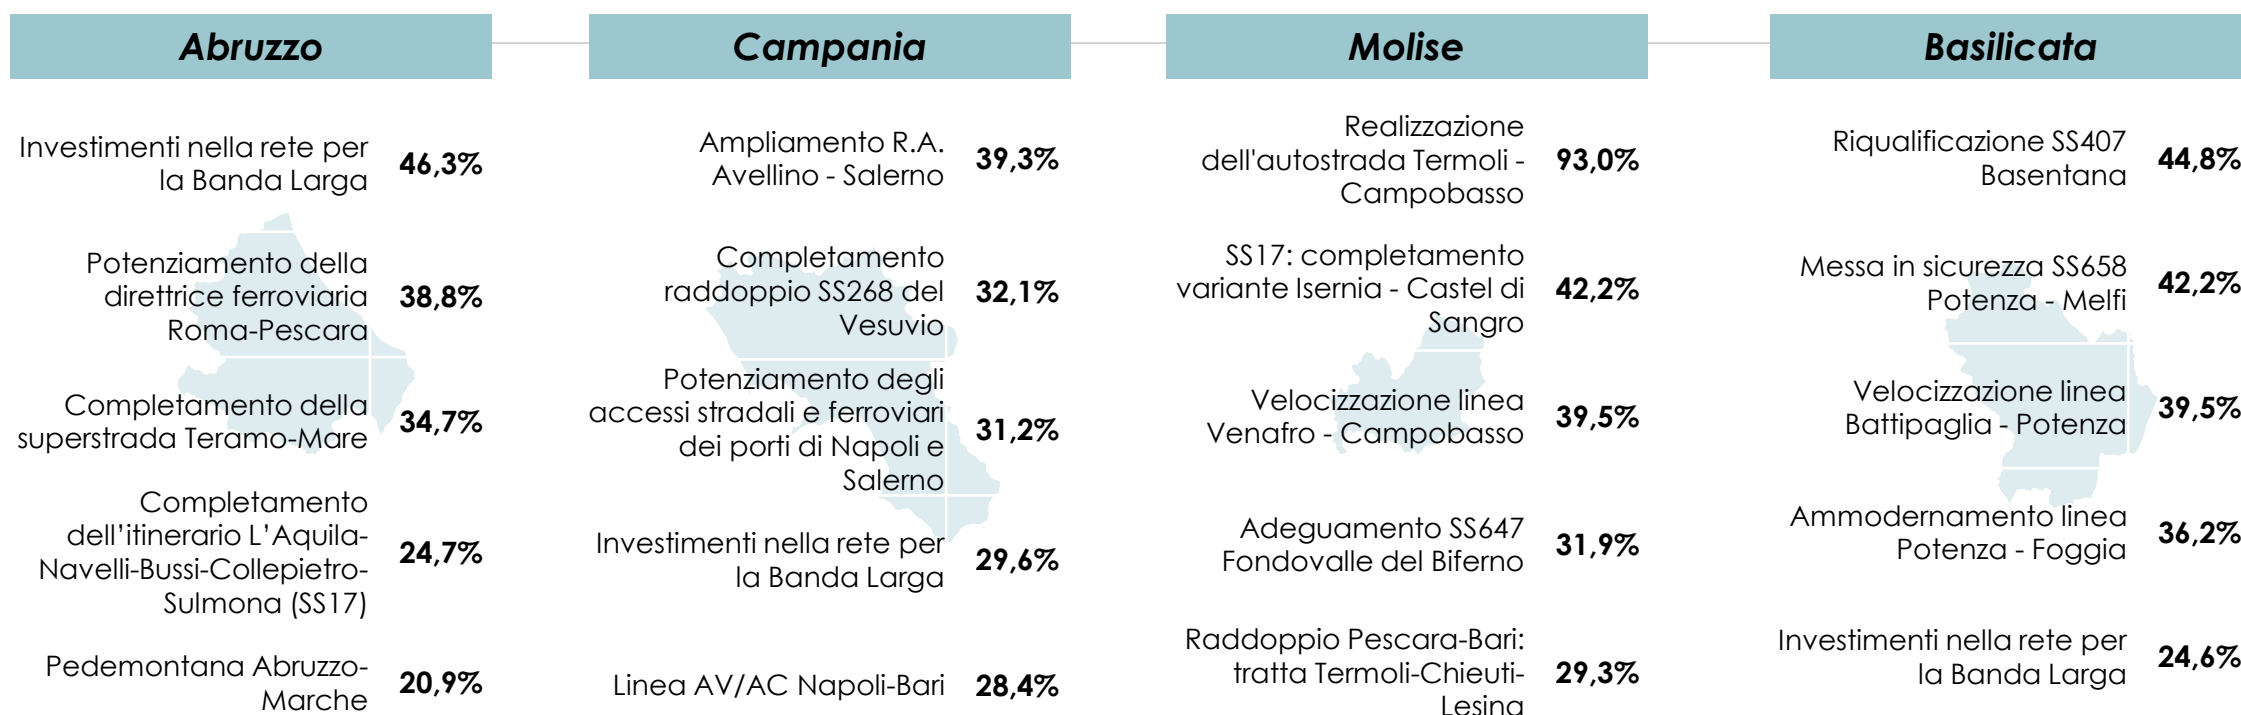 Abruzzo
Investimenti nella rete per
la Banda Larga
46,3%
Potenziamento della
direttrice ferroviaria
Roma-Pescara
38,8%
Completamento della
superstrada Teramo-Mare
34,7%
Completamento
dell’itinerario L’Aquila-
Navelli-Bussi-Collepietro-
Sulmona (SS17)
24,7%
Pedemontana Abruzzo-
Marche
20,9%
Campania
Ampliamento R.A.
Avellino - Salerno
39,3%
Completamento
raddoppio SS268 del
Vesuvio
32,1%
Potenziamento degli
accessi stradali e ferroviari
dei porti di Napoli e
Salerno
31,2%
Investimenti nella rete per
la Banda Larga
29,6%
Linea AV/AC Napoli-Bari
28,4%
Molise
Realizzazione
dell'autostrada Termoli -
Campobasso
93,0%
SS17: completamento
variante Isernia - Castel di
Sangro
42,2%
Velocizzazione linea
Venafro - Campobasso
39,5%
Adeguamento SS647
Fondovalle del Biferno
31,9%
Raddoppio Pescara-Bari:
tratta Termoli-Chieuti-
Lesina
29,3%
Basilicata
Riqualificazione SS407
Basentana
44,8%
Messa in sicurezza SS658
Potenza - Melfi
42,2%
Velocizzazione linea
Battipaglia - Potenza
39,5%
Ammodernamento linea
Potenza - Foggia
36,2%
Investimenti nella rete per
la Banda Larga
24,6%